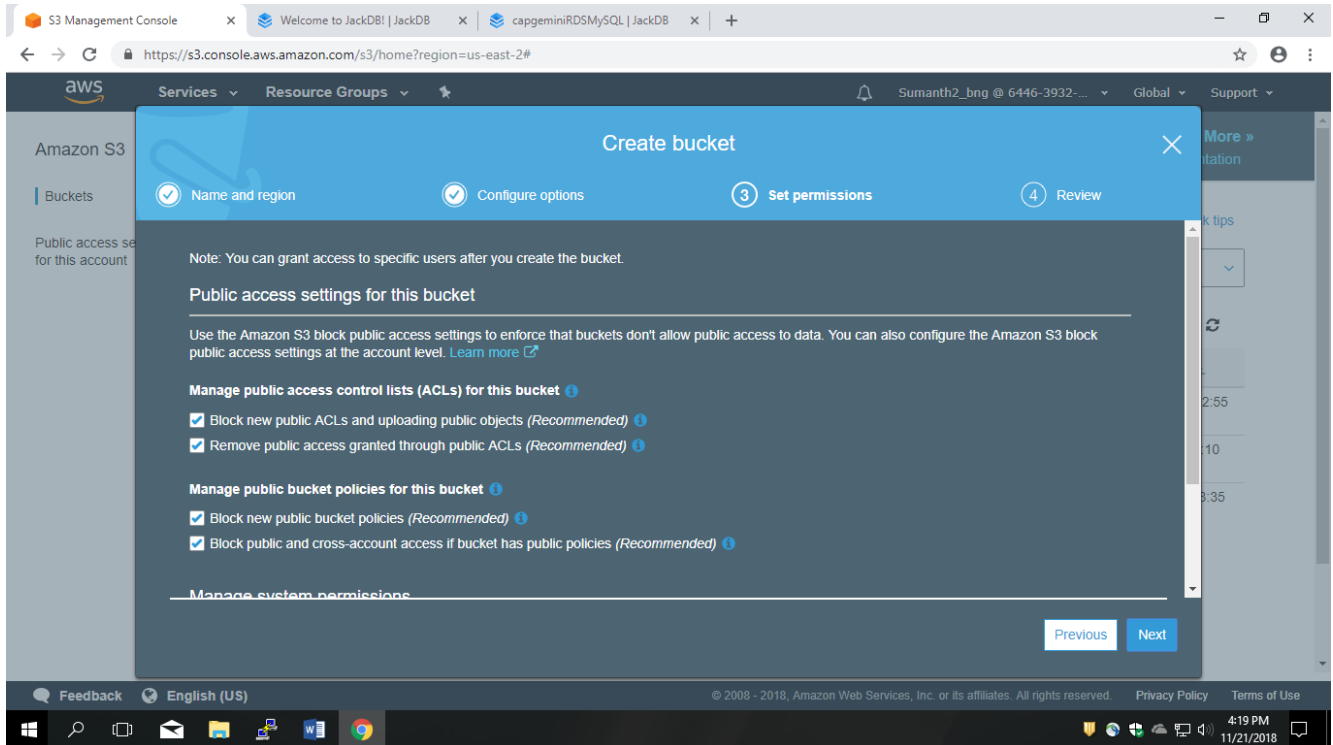 S3 Management Console
Welcome to JackDB! | JackDB
capgeminiRDSMySQL | JackDB
https://s3.console.aws.amazon.com/s3/home?region=us-east-2#
aws
Services
Resource Groups
Sumanth2_bng @ 6446-3932-...
Global
Support
Amazon S3
Buckets
Public access se
for this account
Create bucket
Name and region
Configure options
3 Set permissions
4 Review
More »
ntation
k tips
2:55
:10
3:35
Note: You can grant access to specific users after you create the bucket.
Public access settings for this bucket
Use the Amazon S3 block public access settings to enforce that buckets don't allow public access to data. You can also configure the Amazon S3 block
public access settings at the account level. Learn more
Manage public access control lists (ACLs) for this bucket
Block new public ACLs and uploading public objects (Recommended)
Remove public access granted through public ACLs (Recommended)
Manage public bucket policies for this bucket
Block new public bucket policies (Recommended)
Block public and cross-account access if bucket has public policies (Recommended)
Manage system permissions
Previous
Next
Feedback
English (US)
© 2008 - 2018, Amazon Web Services, Inc. or its affiliates. All rights reserved.
Privacy Policy
Terms of Use
4:19 PM
11/21/2018